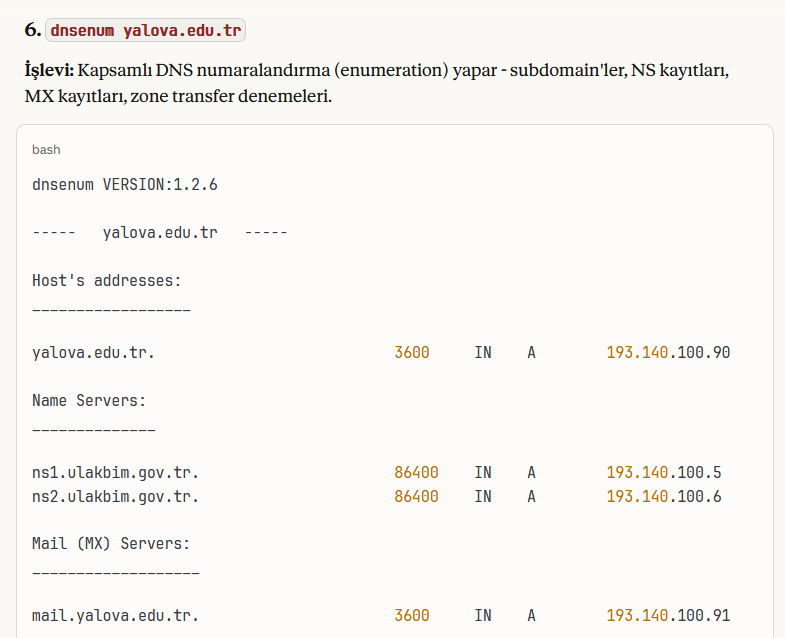 6. dnsenum yalova.edu.tr
İşlevi: Kapsamlı DNS numaralandırma (enumeration) yapar - subdomain'ler, NS kayıtları,
MX kayıtları, zone transfer denemeleri.
bash
dnsenum VERSION:1.2.6
----- yalova.edu.tr -----
Host's addresses:
__________________
yalova.edu.tr. 3600 IN A 193.140.100.90
Name Servers:
______________
ns1.ulakbim.gov.tr. 86400 IN A 193.140.100.5
ns2.ulakbim.gov.tr. 86400 IN A 193.140.100.6
Mail (MX) Servers:
___________________
mail.yalova.edu.tr. 3600 IN A 193.140.100.91